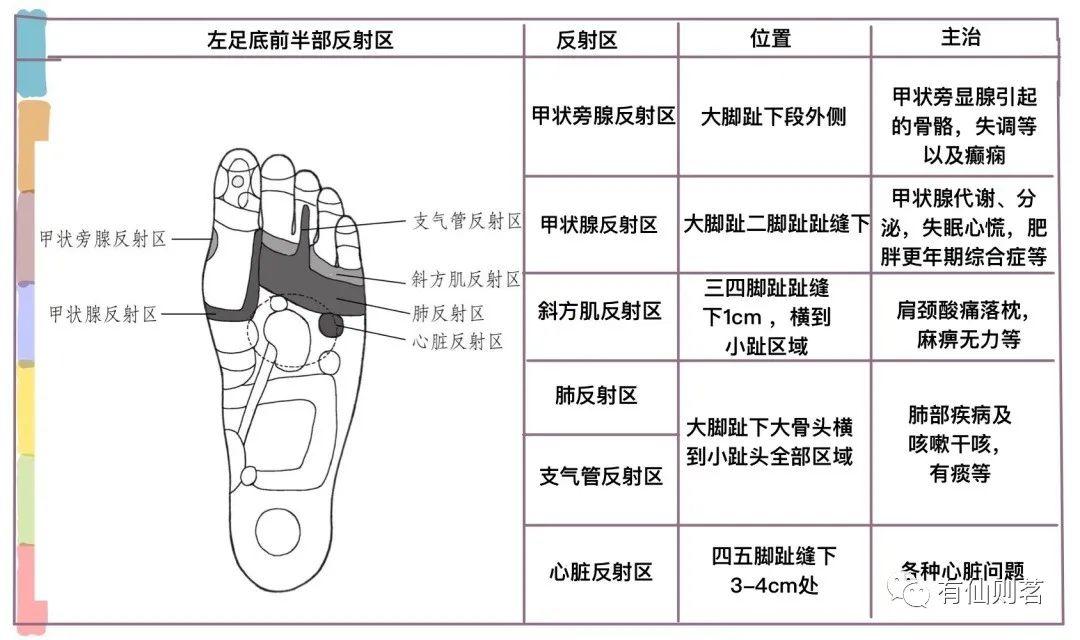 左足底前半部反射区
反射区
位置
主治
甲状旁腺反射区
支气管反射区
斜方肌反射区
甲状腺反射区
肺反射区
心脏反射区
甲状旁腺反射区
大脚趾下段外侧
甲状旁显腺引起
的骨骼，失调等
以及癫痫
甲状腺反射区
大脚趾二脚趾趾缝下
甲状腺代谢、分
泌，失眠心慌，肥
胖更年期综合症等
斜方肌反射区
三四脚趾趾缝
下1cm ，横到
小趾区域
肩颈酸痛落枕，
麻痹无力等
肺反射区
支气管反射区
大脚趾下大骨头横
到小趾头全部区域
肺部疾病及
咳嗽干咳，
有痰等
心脏反射区
四五脚趾缝下
3-4cm处
各种心脏问题
有仙则茗